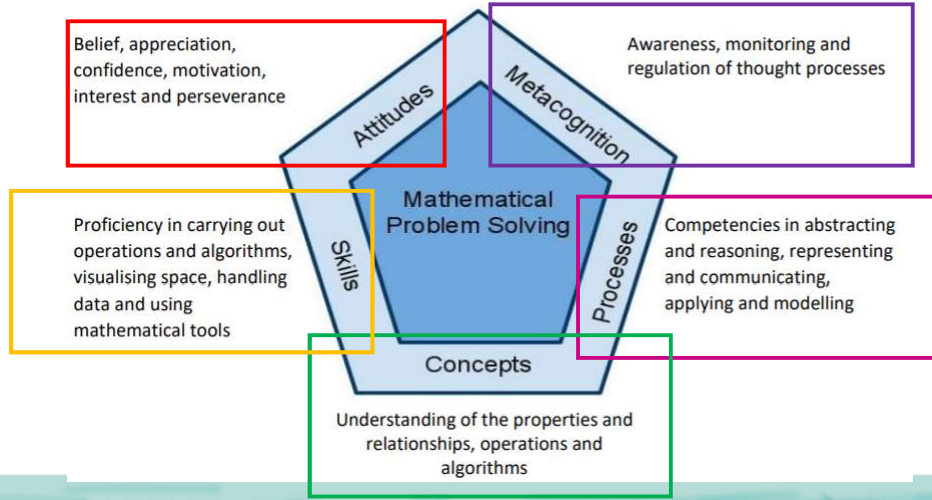 Belief, appreciation,
confidence, motivation,
interest and perseverance
Attitudes
Metacognition
Awareness, monitoring and
regulation of thought processes
Mathematical
Problem Solving
Proficiency in carrying out
operations and algorithms,
visualising space, handling
data and using
mathematical tools
Skills
Processes
Competencies in abstracting
and reasoning, representing
and communicating,
applying and modelling
Concepts
Understanding of the properties and
relationships, operations and
algorithms